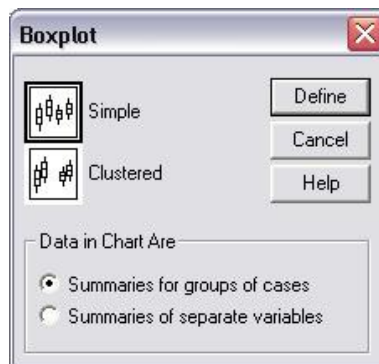 Boxplot
Simple
Clustered
Define
Cancel
Help
Data in Chart Are
Summaries for groups of cases
Summaries of separate variables